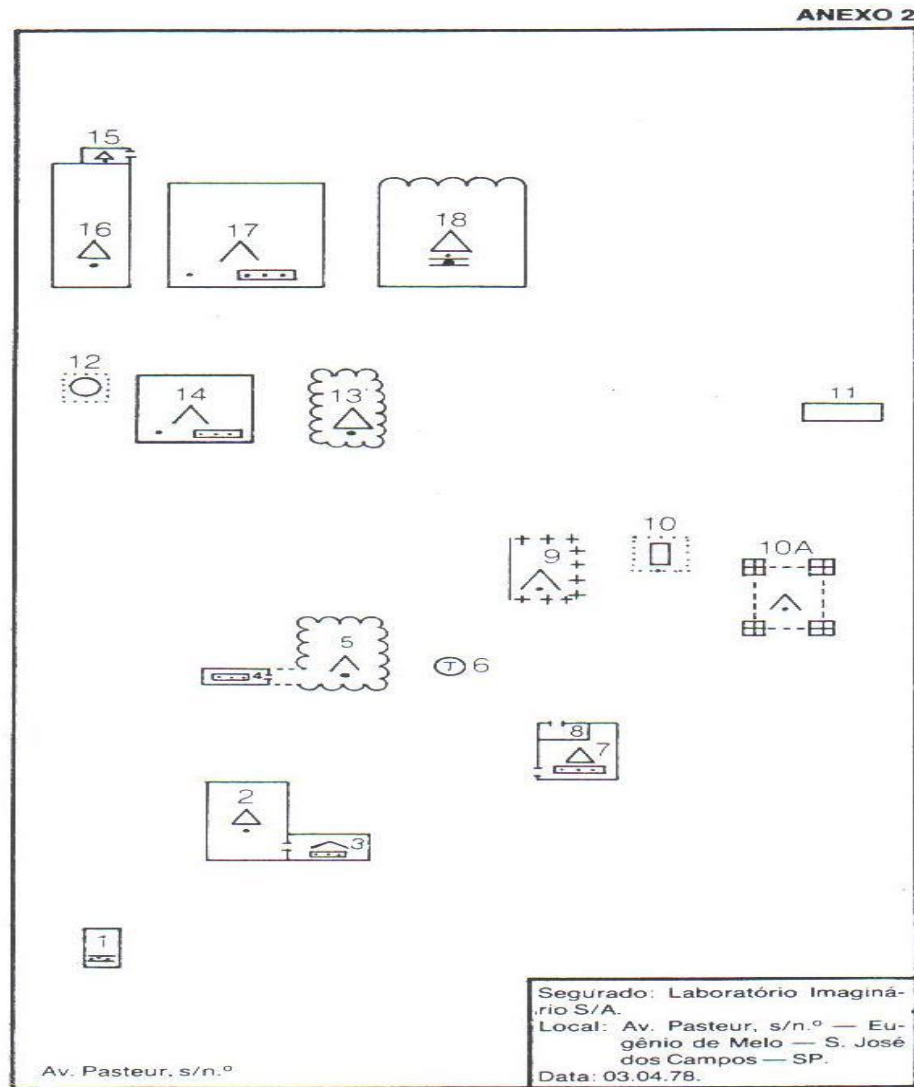 ANEXO 2
15
16
17
18
12
14
13
11
9
10
10A
5
4
T 6
8
7
2
3
1
Segurado: Laboratório Imaginá-
rio S/A.
Local: Av. Pasteur, s/n.º — Eu-
gênio de Melo — S. José
dos Campos — SP.
Data: 03.04.78.
Av. Pasteur, s/n.º